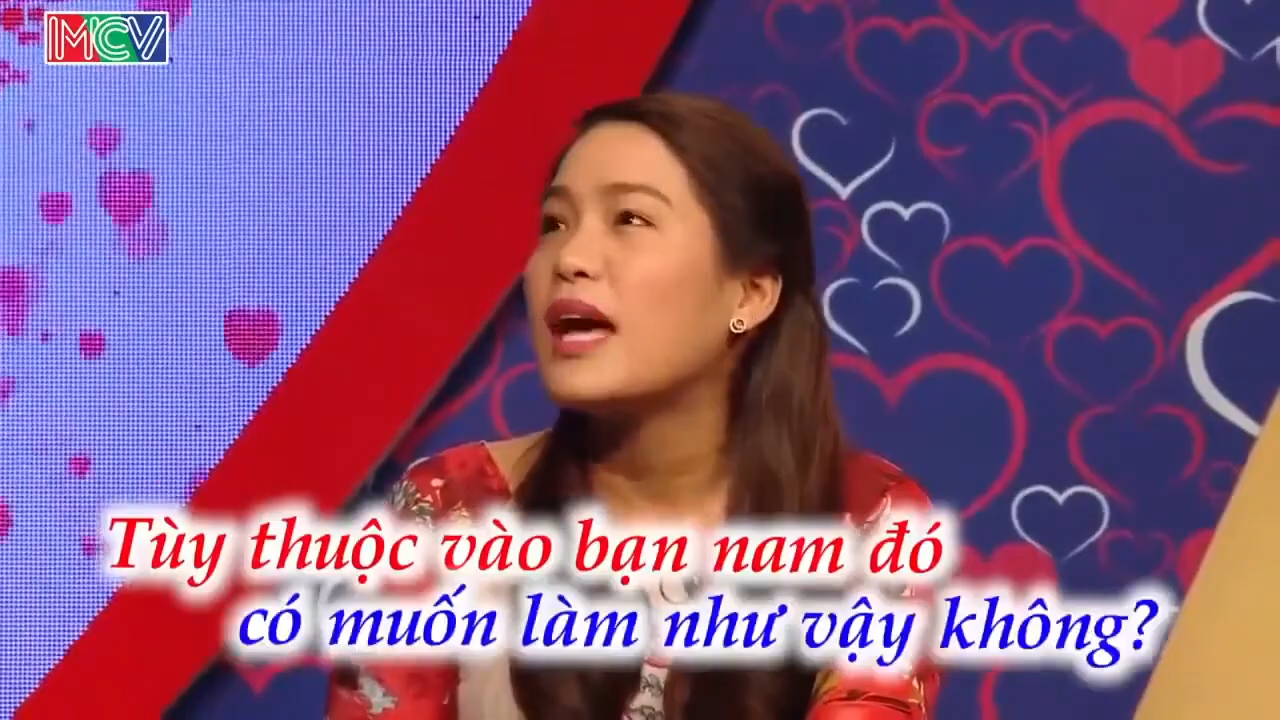 MCV
Tùy thuộc vào bạn nam đó
có muốn làm như vậy không?